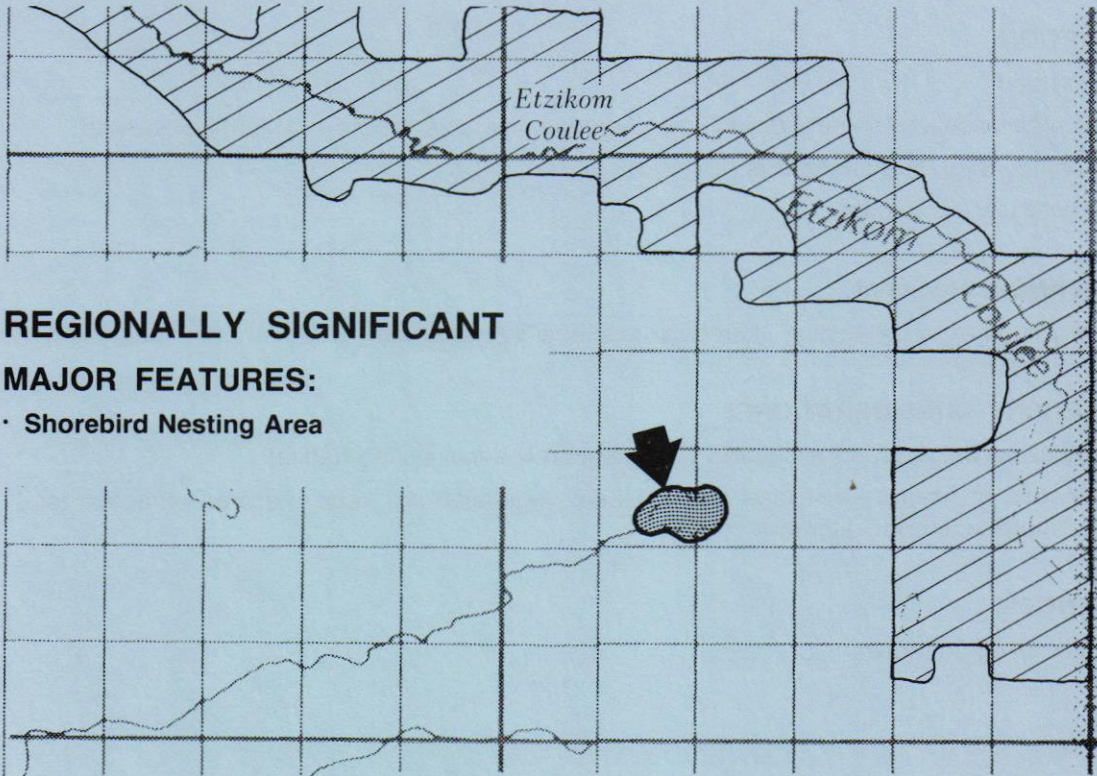 Etzikom
Coulee
Etzikom
Coulee
REGIONALLY SIGNIFICANT
MAJOR FEATURES:
· Shorebird Nesting Area